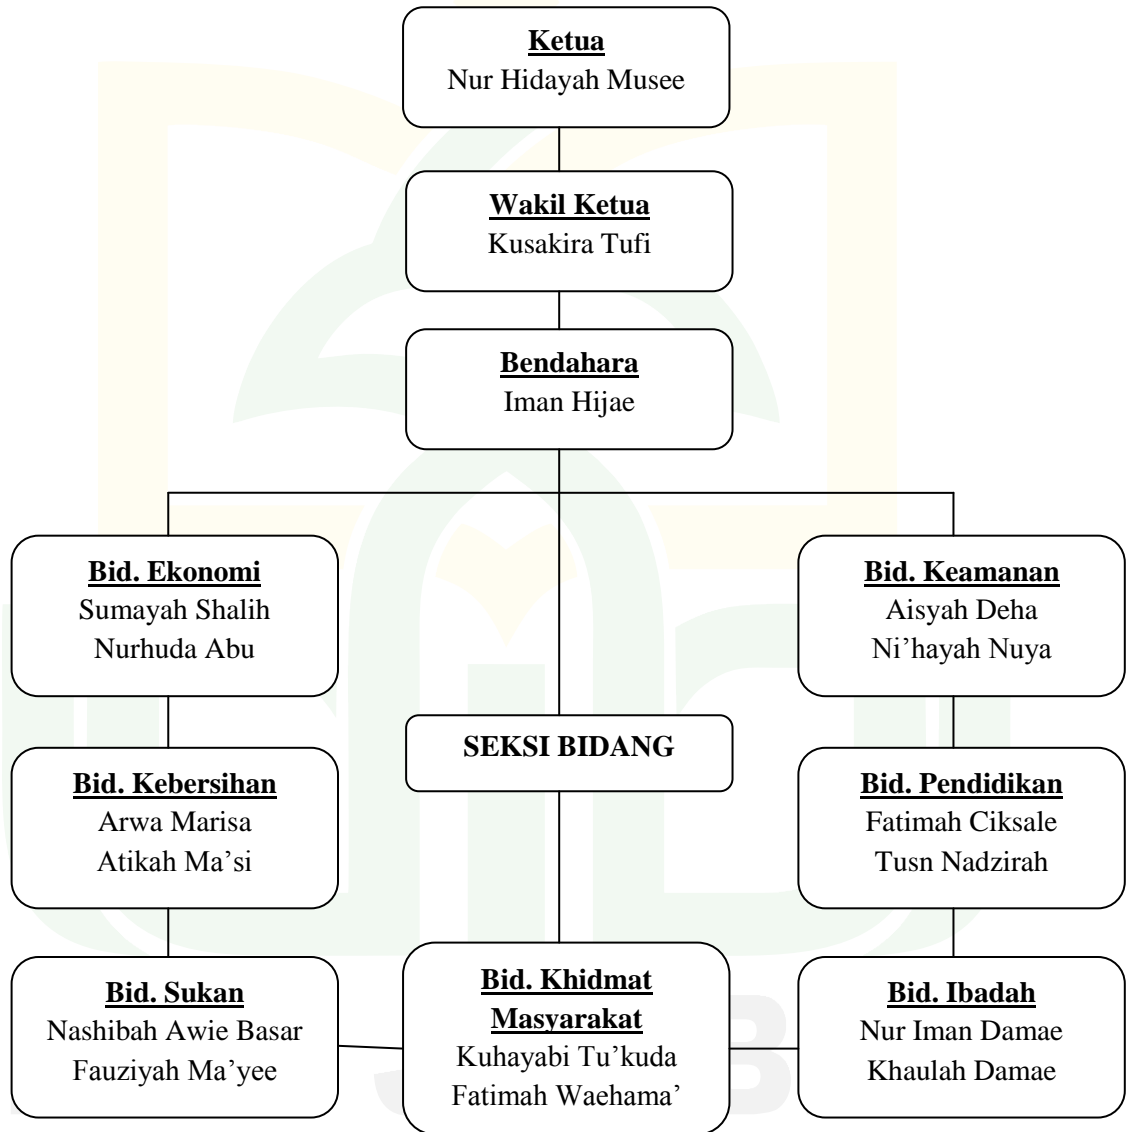 Ketua
Nur Hidayah Musee
Wakil Ketua
Kusakira Tufi
Bendahara
Iman Hijae
Bid. Ekonomi
Sumayah Shalih
Nurhuda Abu
Bid. Keamanan
Aisyah Deha
Ni’hayah Nuya
SEKSI BIDANG
Bid. Kebersihan
Arwa Marisa
Atikah Ma’si
Bid. Pendidikan
Fatimah Ciksale
Tusn Nadzirah
Bid. Sukan
Nashibah Awie Basar
Fauziyah Ma’yee
Bid. Khidmat
Masyarakat
Kuhayabi Tu’kuda
Fatimah Waehama’
Bid. Ibadah
Nur Iman Damae
Khaulah Damae